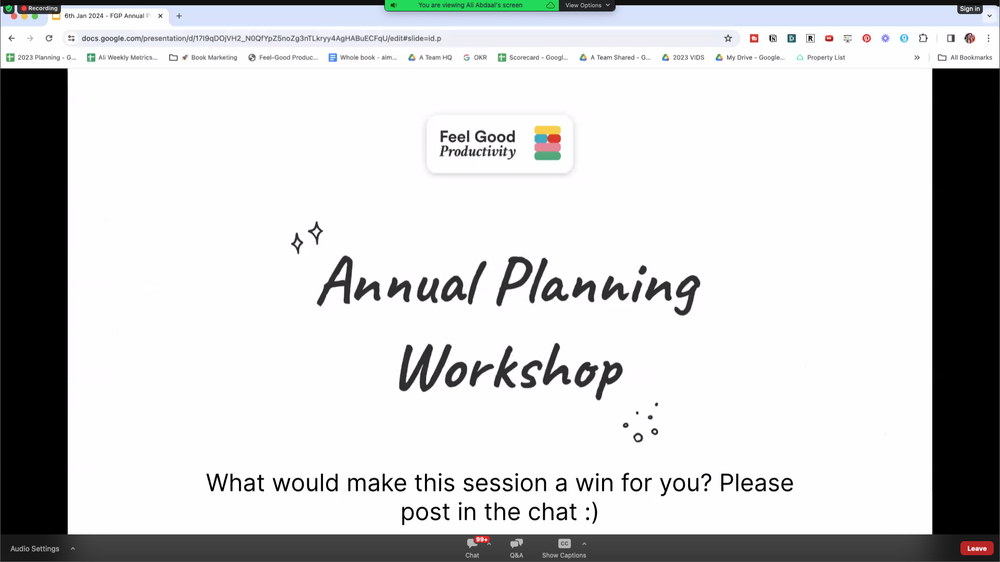 Recording
6th Jan 2024 - FGP Annual P
You are viewing Ali Abdaal's screen
View Options
Sign in
docs.google.com/presentation/d/17I9qDOjVH2_N0QfYpZ5noZg3nTLkryy4AgHABuECFqU/edit#slide=id.p
2023 Planning - G... Ali Weekly Metrics... Book Marketing Feel-Good Produc... Whole book - aim... A Team HQ OKR Scorecard - Googl... A Team Shared - G... 2023 VIDS My Drive - Google... Property List » All Bookmarks
Feel Good
Productivity
Annual Planning
Workshop
What would make this session a win for you? Please
post in the chat :)
99+
Audio Settings Chat Q&A CC Show Captions Leave